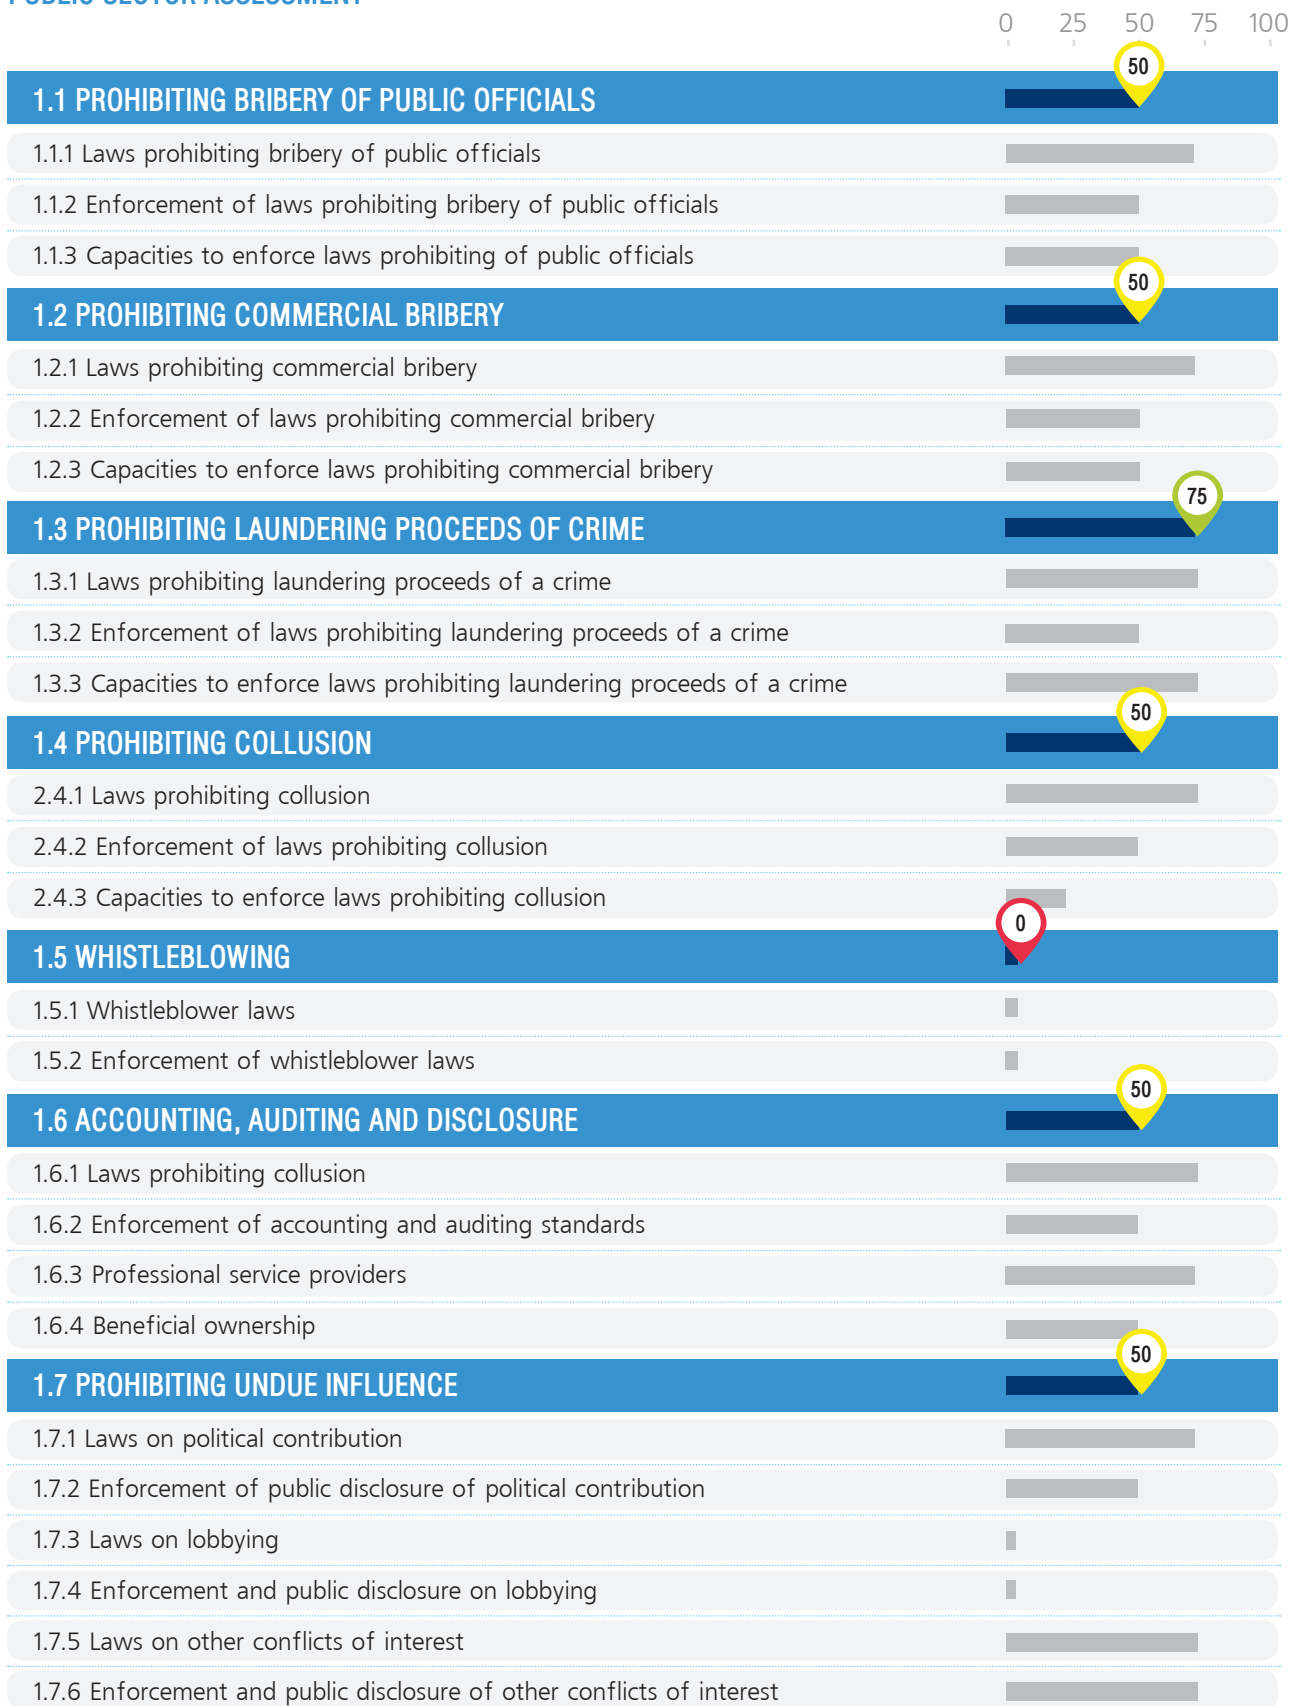 PUBLIC SECTOR ASSESSMENT
0 25 50 75 100
50
1.1 PROHIBITING BRIBERY OF PUBLIC OFFICIALS
1.1.1 Laws prohibiting bribery of public officials
1.1.2 Enforcement of laws prohibiting bribery of public officials
1.1.3 Capacities to enforce laws prohibiting of public officials
50
1.2 PROHIBITING COMMERCIAL BRIBERY
1.2.1 Laws prohibiting commercial bribery
1.2.2 Enforcement of laws prohibiting commercial bribery
1.2.3 Capacities to enforce laws prohibiting commercial bribery
75
1.3 PROHIBITING LAUNDERING PROCEEDS OF CRIME
1.3.1 Laws prohibiting laundering proceeds of a crime
1.3.2 Enforcement of laws prohibiting laundering proceeds of a crime
1.3.3 Capacities to enforce laws prohibiting laundering proceeds of a crime
50
1.4 PROHIBITING COLLUSION
2.4.1 Laws prohibiting collusion
2.4.2 Enforcement of laws prohibiting collusion
2.4.3 Capacities to enforce laws prohibiting collusion
0
1.5 WHISTLEBLOWING
1.5.1 Whistleblower laws
1.5.2 Enforcement of whistleblower laws
50
1.6 ACCOUNTING, AUDITING AND DISCLOSURE
1.6.1 Laws prohibiting collusion
1.6.2 Enforcement of accounting and auditing standards
1.6.3 Professional service providers
1.6.4 Beneficial ownership
50
1.7 PROHIBITING UNDUE INFLUENCE
1.7.1 Laws on political contribution
1.7.2 Enforcement of public disclosure of political contribution
1.7.3 Laws on lobbying
1.7.4 Enforcement and public disclosure on lobbying
1.7.5 Laws on other conflicts of interest
1.7.6 Enforcement and public disclosure of other conflicts of interest